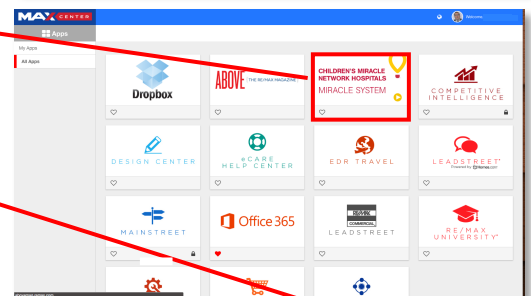 MAX CENTER
Welcome,
Apps
My Apps
All Apps
Dropbox
ABOVE THE RE/MAX MAGAZINE
CHILDREN'S MIRACLE
NETWORK HOSPITALS
MIRACLE SYSTEM
COMPETITIVE
INTELLIGENCE
DESIGN CENTER
eCARE
HELP CENTER
EDR TRAVEL
LEADSTREET
Powered by Homes.com
MAINSTREET
Office 365
RE/MAX
COMMERCIAL
LEADSTREET
RE/MAX
UNIVERSITY